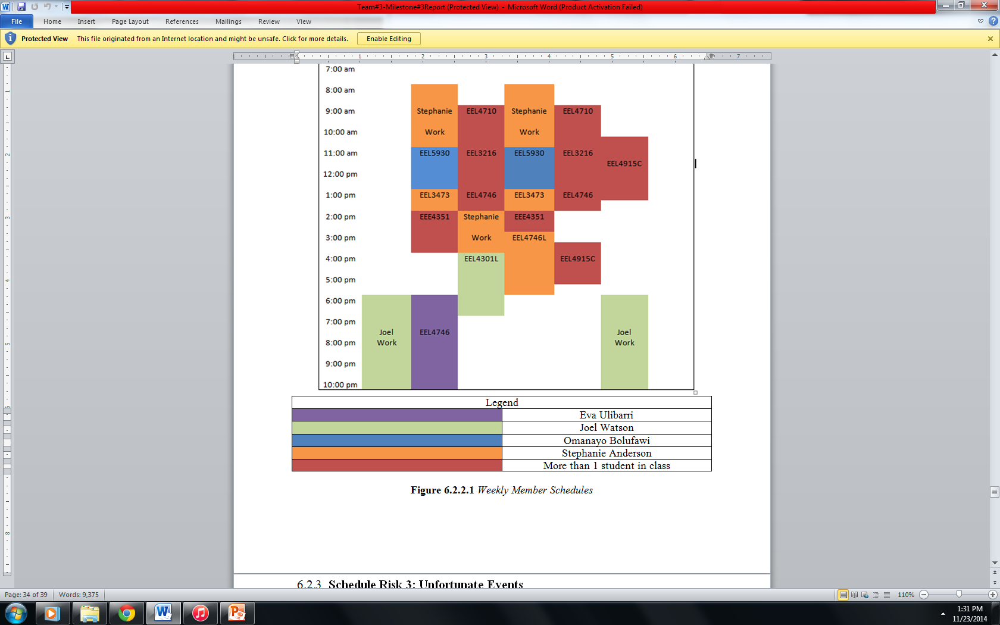 Team#3-Milestone#3Report (Protected View) - Microsoft Word (Product Activation Failed)
File Home Insert Page Layout References Mailings Review View
Protected View This file originated from an Internet location and might be unsafe. Click for more details. Enable Editing
1 1 2 3 4 5 6 7
7:00 am
8:00 am
9:00 am Stephanie EEL4710 Stephanie EEL4710
10:00 am Work Work
11:00 am EEL5930 EEL3216 EEL5930 EEL3216
EEL4915C
12:00 pm
1:00 pm EEL3473 EEL4746 EEL3473 EEL4746
2:00 pm EEE4351 Stephanie EEE4351
3:00 pm Work EEL4746L
4:00 pm EEL4301L EEL4915C
5:00 pm
6:00 pm
7:00 pm
Joel EEL4746 Joel
8:00 pm Work Work
9:00 pm
10:00 pm
Legend
Eva Ulibarri
Joel Watson
Omanayo Bolufawi
Stephanie Anderson
More than 1 student in class
Figure 6.2.2.1 Weekly Member Schedules
6.2.3 Schedule Risk 3: Unfortunate Events
Page: 34 of 39 Words: 9,375 110%
1:31 PM
11/23/2014